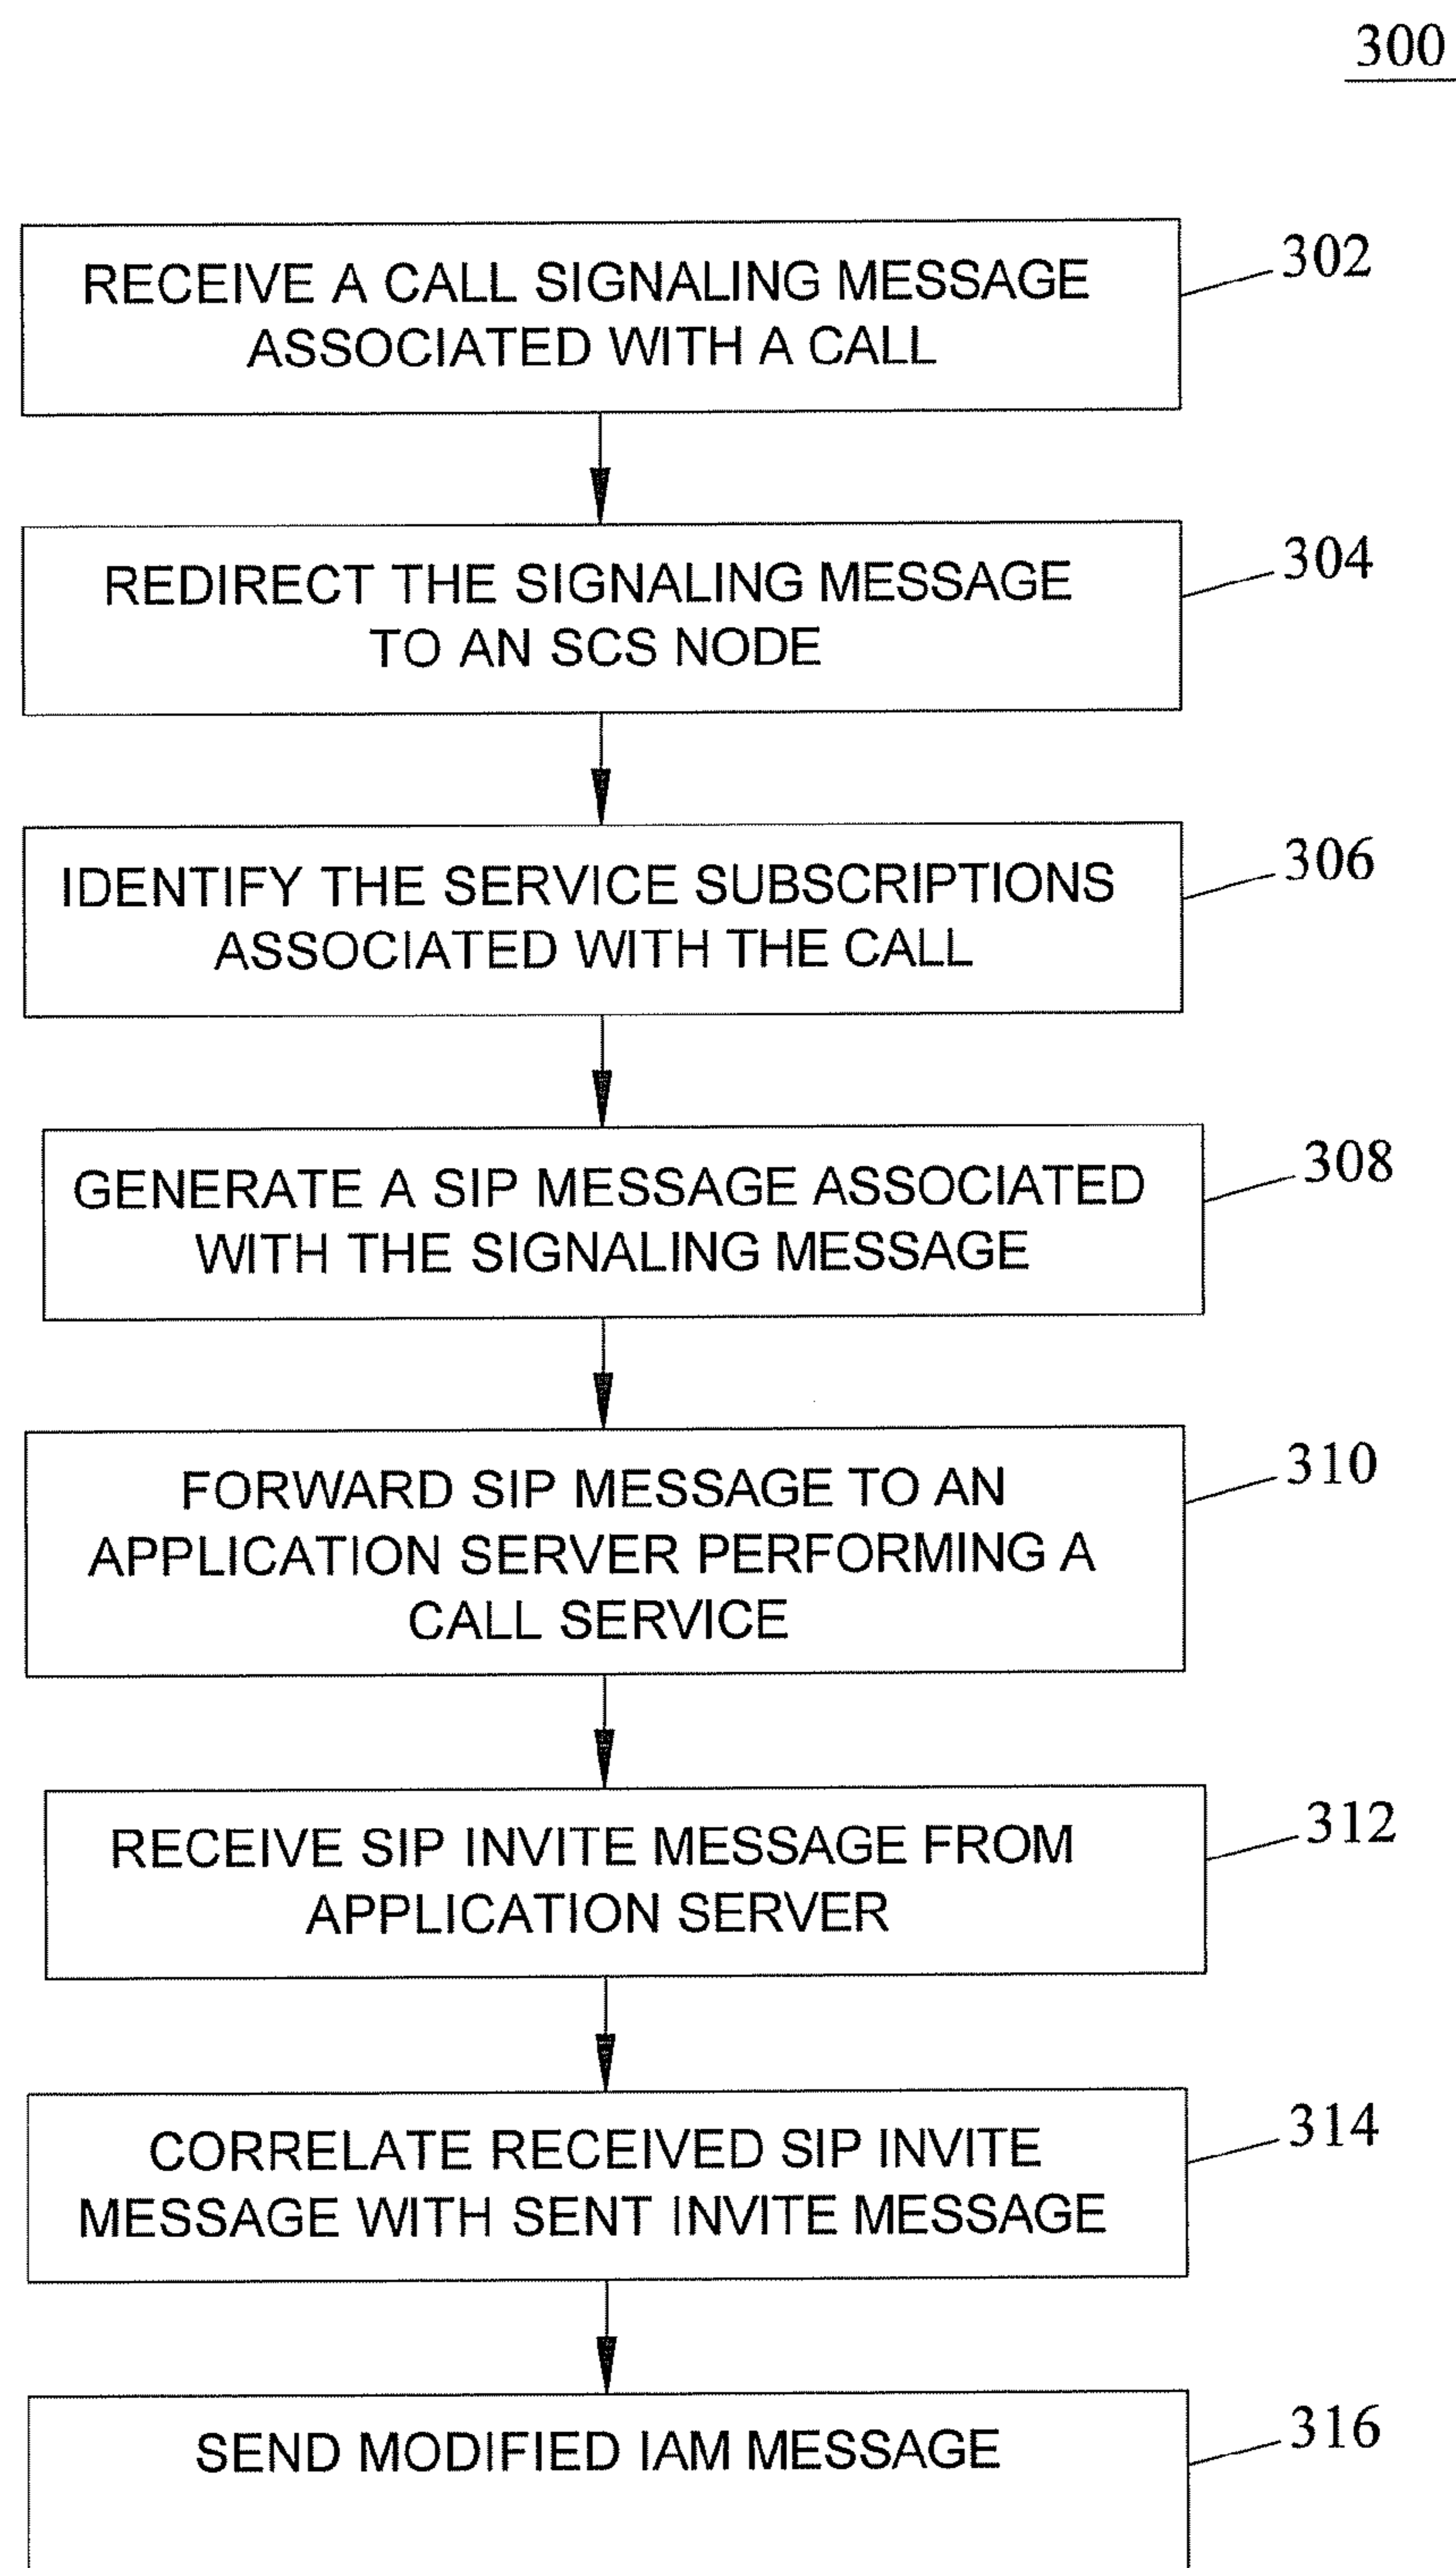 300
RECEIVE A CALL SIGNALING MESSAGE
ASSOCIATED WITH A CALL
302
REDIRECT THE SIGNALING MESSAGE
TO AN SCS NODE
304
IDENTIFY THE SERVICE SUBSCRIPTIONS
ASSOCIATED WITH THE CALL
306
GENERATE A SIP MESSAGE ASSOCIATED
WITH THE SIGNALING MESSAGE
308
FORWARD SIP MESSAGE TO AN
APPLICATION SERVER PERFORMING A
CALL SERVICE
310
RECEIVE SIP INVITE MESSAGE FROM
APPLICATION SERVER
312
CORRELATE RECEIVED SIP INVITE
MESSAGE WITH SENT INVITE MESSAGE
314
SEND MODIFIED IAM MESSAGE
316